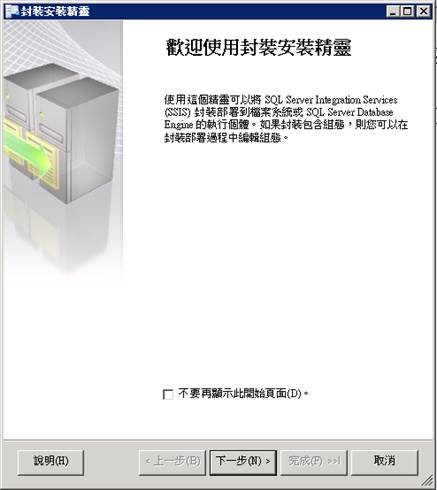 封裝安裝精靈
歡迎使用封裝安裝精靈
使用這個精靈可以將 SQL Server Integration Services
(SSIS) 封裝部署到檔案系統或 SQL Server Database
Engine 的執行個體。如果封裝包含組態，則您可以在
封裝部署過程中編輯組態。
不要再顯示此開始頁面(D)。
說明(H)
< 上一步(B)
下一步(N) >
完成(F) >>|
取消